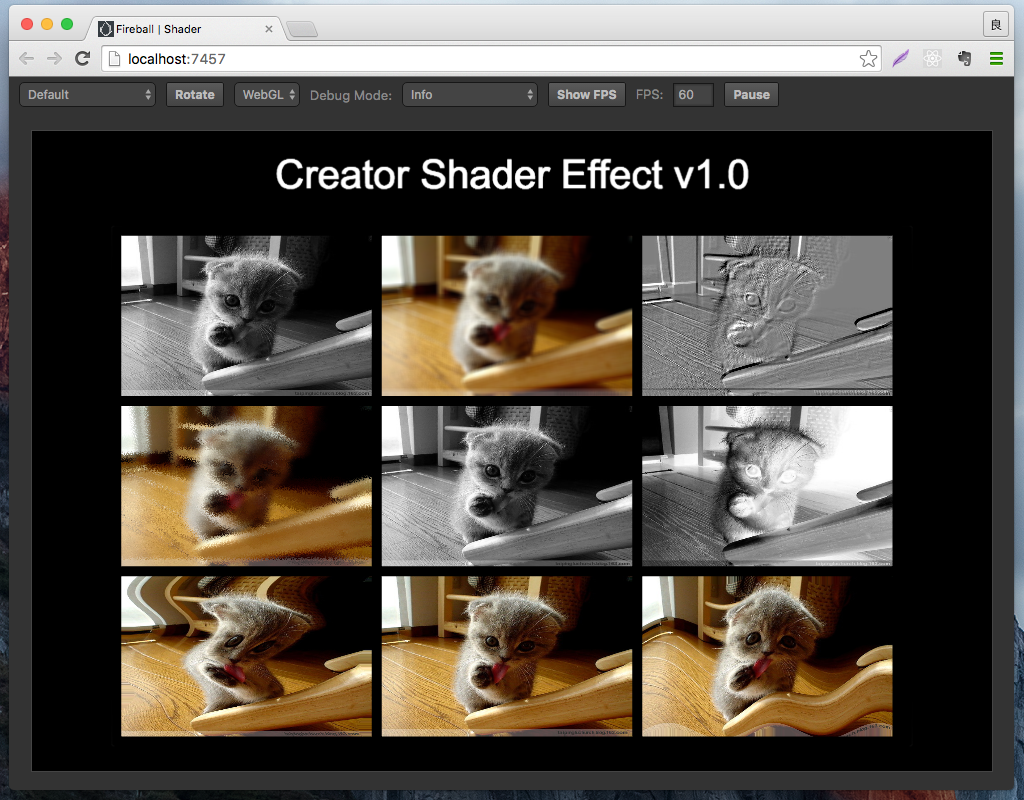 Fireball | Shader
良
localhost:7457
Default Rotate WebGL Debug Mode: Info Show FPS FPS: 60 Pause
Creator Shader Effect v1.0